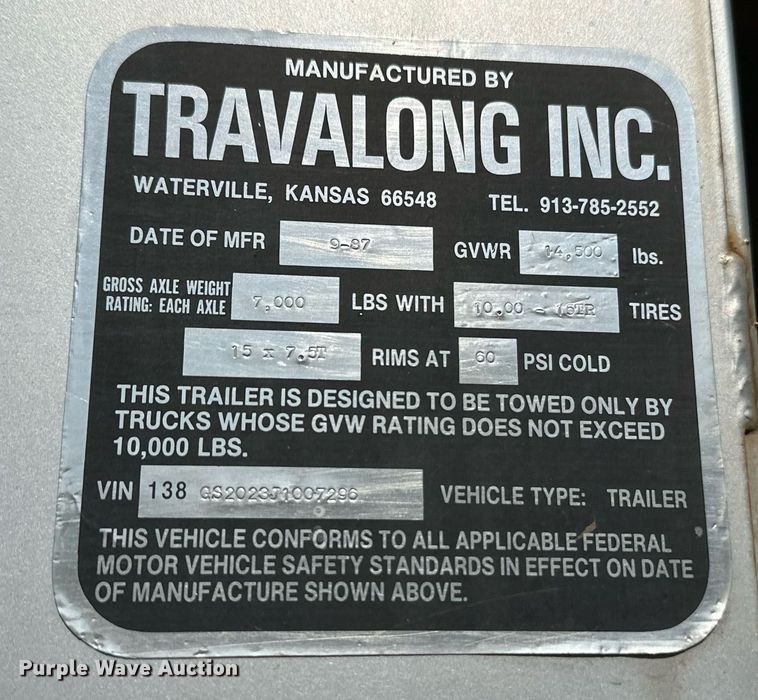 MANUFACTURED BY
TRAVALONG INC.
WATERVILLE, KANSAS 66548 TEL. 913-785-2552
DATE OF MFR 9-87 GVWR 14,500 lbs.
GROSS AXLE WEIGHT
RATING: EACH AXLE 7,000 LBS WITH 10.00 - 15TR TIRES
15 x 7.5T RIMS AT 60 PSI COLD
THIS TRAILER IS DESIGNED TO BE TOWED ONLY BY
TRUCKS WHOSE GVW RATING DOES NOT EXCEED
10,000 LBS.
VIN 138 GS2023J1007296 VEHICLE TYPE: TRAILER
THIS VEHICLE CONFORMS TO ALL APPLICABLE FEDERAL
MOTOR VEHICLE SAFETY STANDARDS IN EFFECT ON DATE
OF MANUFACTURE SHOWN ABOVE.
Purple Wave Auction